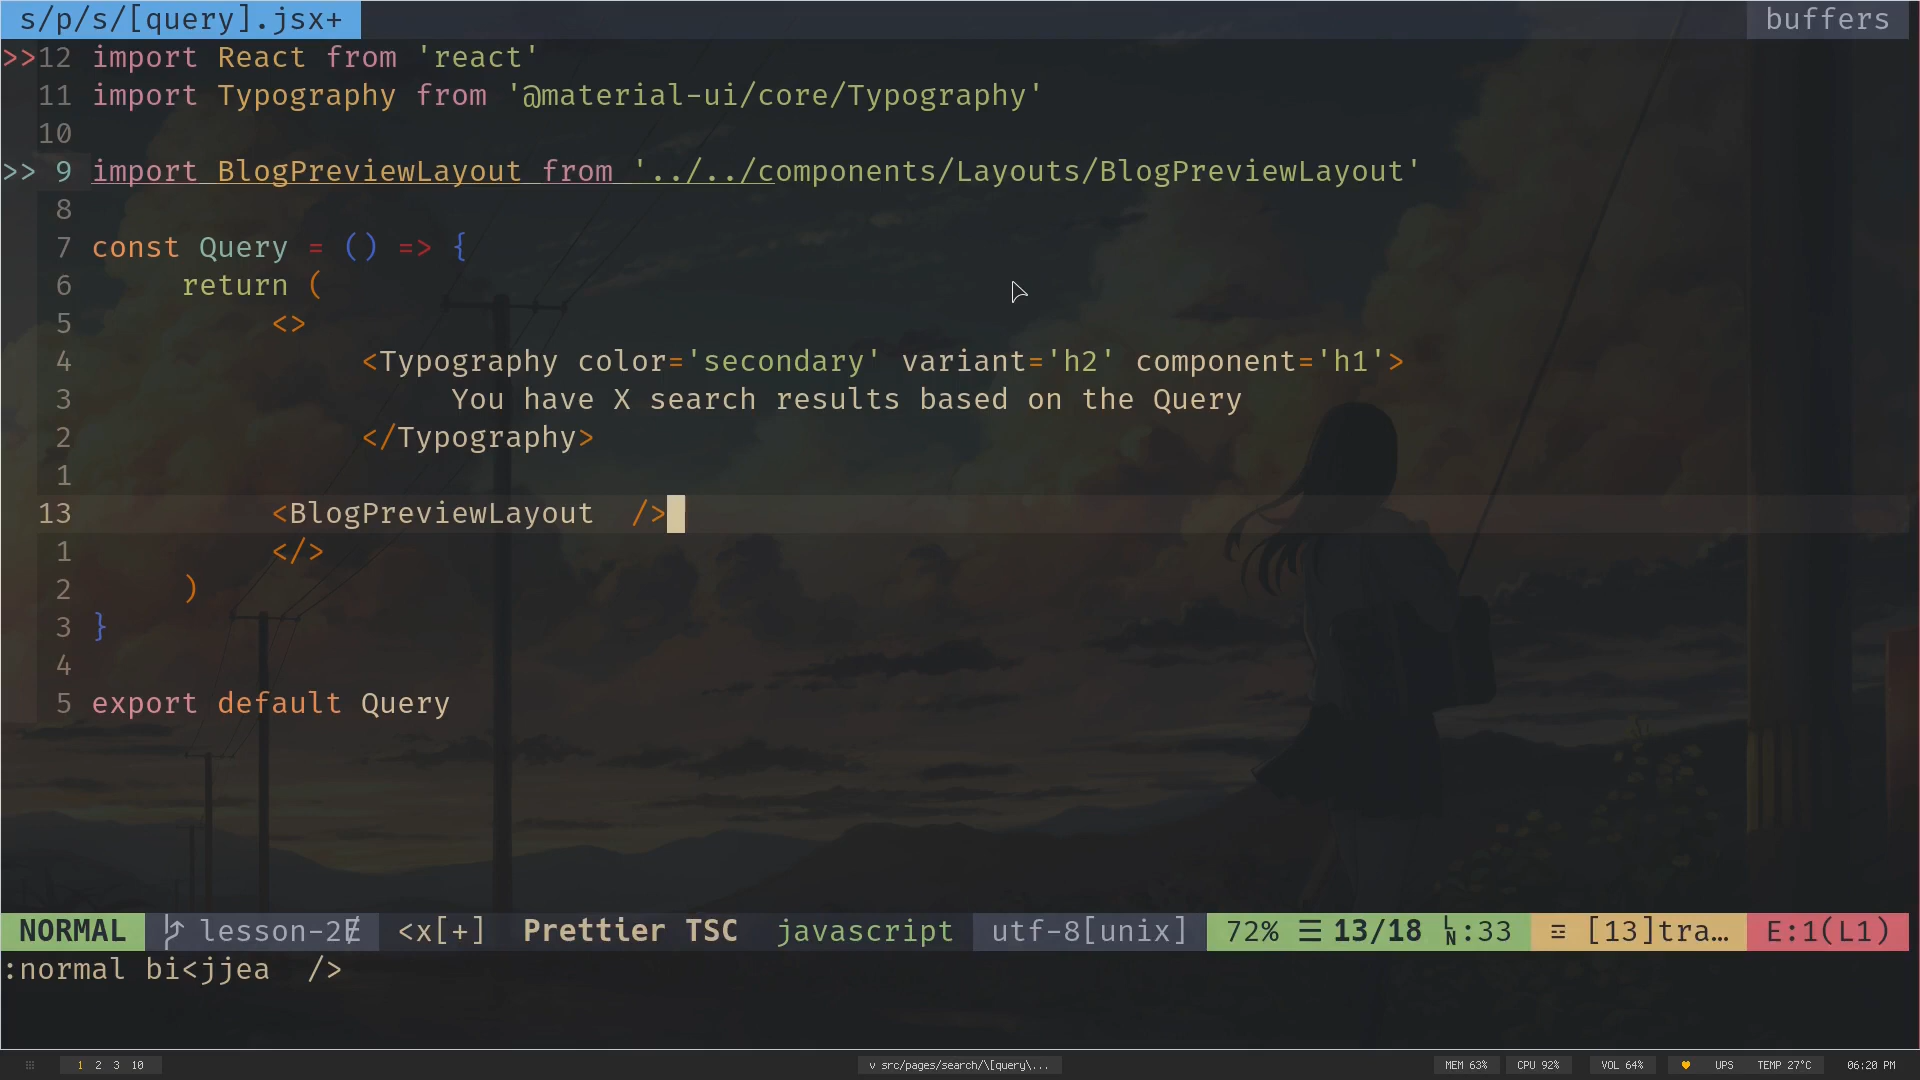 s/p/s/[query].jsx+ buffers
>>12 import React from 'react'
11 import Typography from '@material-ui/core/Typography'
10
>> 9 import BlogPreviewLayout from '../../components/Layouts/BlogPreviewLayout'
8
7 const Query = () => {
6 return (
5 <>
4 <Typography color='secondary' variant='h2' component='h1'>
3 You have X search results based on the Query
2 </Typography>
1
13 <BlogPreviewLayout  />
1 </>
2 )
3 }
4
5 export default Query
NORMAL lesson-2 <x[+] Prettier TSC javascript utf-8[unix] 72% ☰ 13/18 :33 [13]tra… E:1(L1)
:normal bi<jjea  />
1 2 3 10 v src/pages/search/\[query\... MEM 63% CPU 92% VOL 64% UPS TEMP 27°C 06:20 PM